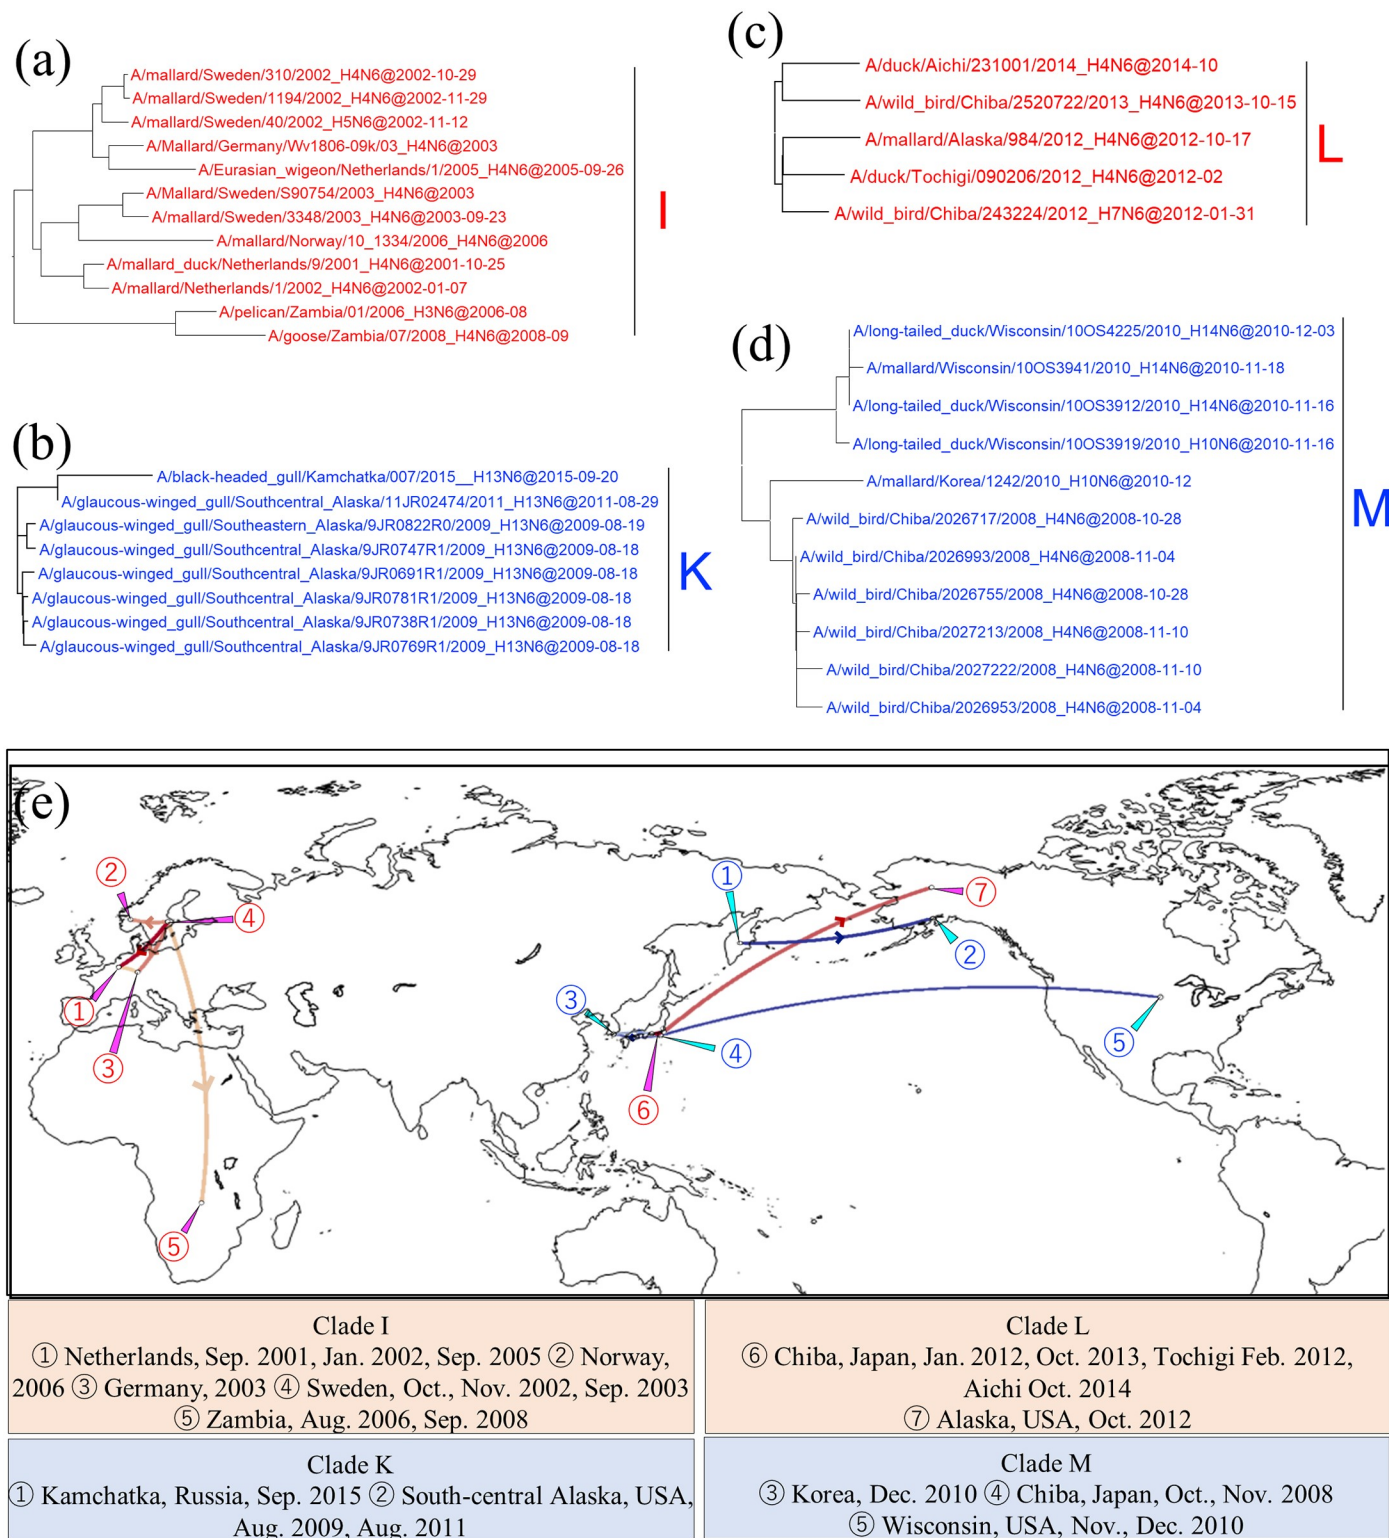 (a)
A/mallard/Sweden/310/2002_H4N6@2002-10-29
A/mallard/Sweden/1194/2002_H4N6@2002-11-29
A/mallard/Sweden/40/2002_H5N6@2002-11-12
A/Mallard/Germany/Wv1806-09k/03_H4N6@2003
A/Eurasian_wigeon/Netherlands/1/2005_H4N6@2005-09-26
A/Mallard/Sweden/S90754/2003_H4N6@2003
A/mallard/Sweden/3348/2003_H4N6@2003-09-23
A/mallard/Norway/10_1334/2006_H4N6@2006
A/mallard_duck/Netherlands/9/2001_H4N6@2001-10-25
A/mallard/Netherlands/1/2002_H4N6@2002-01-07
A/pelican/Zambia/01/2006_H3N6@2006-08
A/goose/Zambia/07/2008_H4N6@2008-09
I
(b)
A/black-headed_gull/Kamchatka/007/2015__H13N6@2015-09-20
A/glaucous-winged_gull/Southcentral_Alaska/11JR02474/2011_H13N6@2011-08-29
A/glaucous-winged_gull/Southeastern_Alaska/9JR0822R0/2009_H13N6@2009-08-19
A/glaucous-winged_gull/Southcentral_Alaska/9JR0747R1/2009_H13N6@2009-08-18
A/glaucous-winged_gull/Southcentral_Alaska/9JR0691R1/2009_H13N6@2009-08-18
A/glaucous-winged_gull/Southcentral_Alaska/9JR0781R1/2009_H13N6@2009-08-18
A/glaucous-winged_gull/Southcentral_Alaska/9JR0738R1/2009_H13N6@2009-08-18
A/glaucous-winged_gull/Southcentral_Alaska/9JR0769R1/2009_H13N6@2009-08-18
K
(c)
A/duck/Aichi/231001/2014_H4N6@2014-10
A/wild_bird/Chiba/2520722/2013_H4N6@2013-10-15
A/mallard/Alaska/984/2012_H4N6@2012-10-17
A/duck/Tochigi/090206/2012_H4N6@2012-02
A/wild_bird/Chiba/243224/2012_H7N6@2012-01-31
L
(d)
A/long-tailed_duck/Wisconsin/10OS4225/2010_H14N6@2010-12-03
A/mallard/Wisconsin/10OS3941/2010_H14N6@2010-11-18
A/long-tailed_duck/Wisconsin/10OS3912/2010_H14N6@2010-11-16
A/long-tailed_duck/Wisconsin/10OS3919/2010_H10N6@2010-11-16
A/mallard/Korea/1242/2010_H10N6@2010-12
A/wild_bird/Chiba/2026717/2008_H4N6@2008-10-28
A/wild_bird/Chiba/2026993/2008_H4N6@2008-11-04
A/wild_bird/Chiba/2026755/2008_H4N6@2008-10-28
A/wild_bird/Chiba/2027213/2008_H4N6@2008-11-10
A/wild_bird/Chiba/2027222/2008_H4N6@2008-11-10
A/wild_bird/Chiba/2026953/2008_H4N6@2008-11-04
M
(e)
②
④
①
③
⑤
①
⑦
②
③
④
⑥
⑤
Clade I
① Netherlands, Sep. 2001, Jan. 2002, Sep. 2005 ② Norway,
2006 ③ Germany, 2003 ④ Sweden, Oct., Nov. 2002, Sep. 2003
⑤ Zambia, Aug. 2006, Sep. 2008
Clade L
⑥ Chiba, Japan, Jan. 2012, Oct. 2013, Tochigi Feb. 2012,
Aichi Oct. 2014
⑦ Alaska, USA, Oct. 2012
Clade K
① Kamchatka, Russia, Sep. 2015 ② South-central Alaska, USA,
Aug. 2009, Aug. 2011
Clade M
③ Korea, Dec. 2010 ④ Chiba, Japan, Oct., Nov. 2008
⑤ Wisconsin, USA, Nov., Dec. 2010